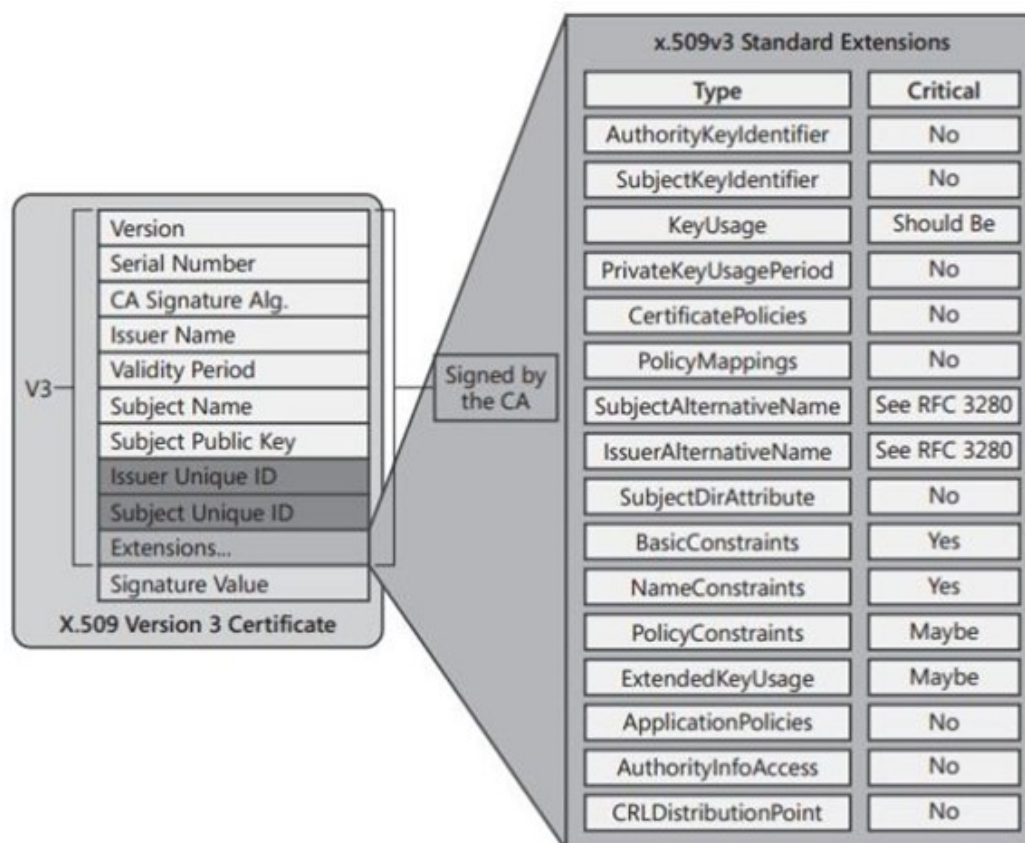 x.509v3 Standard Extensions
Type Critical
AuthorityKeyIdentifier No
SubjectKeyIdentifier No
KeyUsage Should Be
PrivateKeyUsagePeriod No
CertificatePolicies No
PolicyMappings No
SubjectAlternativeName See RFC 3280
IssuerAlternativeName See RFC 3280
SubjectDirAttribute No
BasicConstraints Yes
NameConstraints Yes
PolicyConstraints Maybe
ExtendedKeyUsage Maybe
ApplicationPolicies No
AuthorityInfoAccess No
CRLDistributionPoint No
V3
Version
Serial Number
CA Signature Alg.
Issuer Name
Validity Period
Subject Name
Subject Public Key
Issuer Unique ID
Subject Unique ID
Extensions...
Signature Value
X.509 Version 3 Certificate
Signed by
the CA